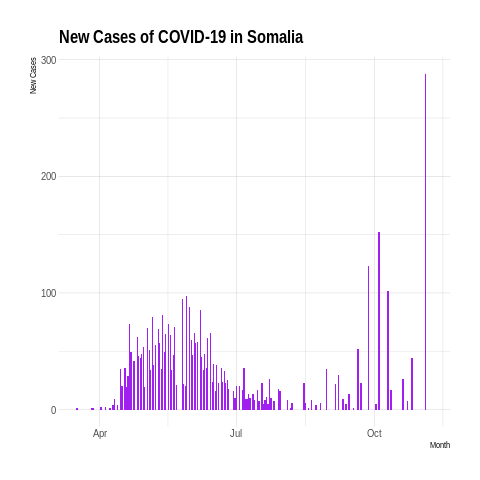 New Cases of COVID-19 in Somalia
New Cases
300
200
100
0
Apr
Jul
Oct
Month